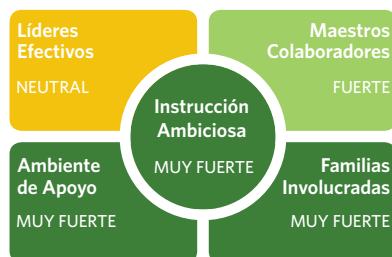 Líderes
Efectivos
NEUTRAL
Maestros
Colaboradores
FUERTE
Instrucción
Ambiciosa
MUY FUERTE
Ambiente
de Apoyo
MUY FUERTE
Familias
Involucradas
MUY FUERTE